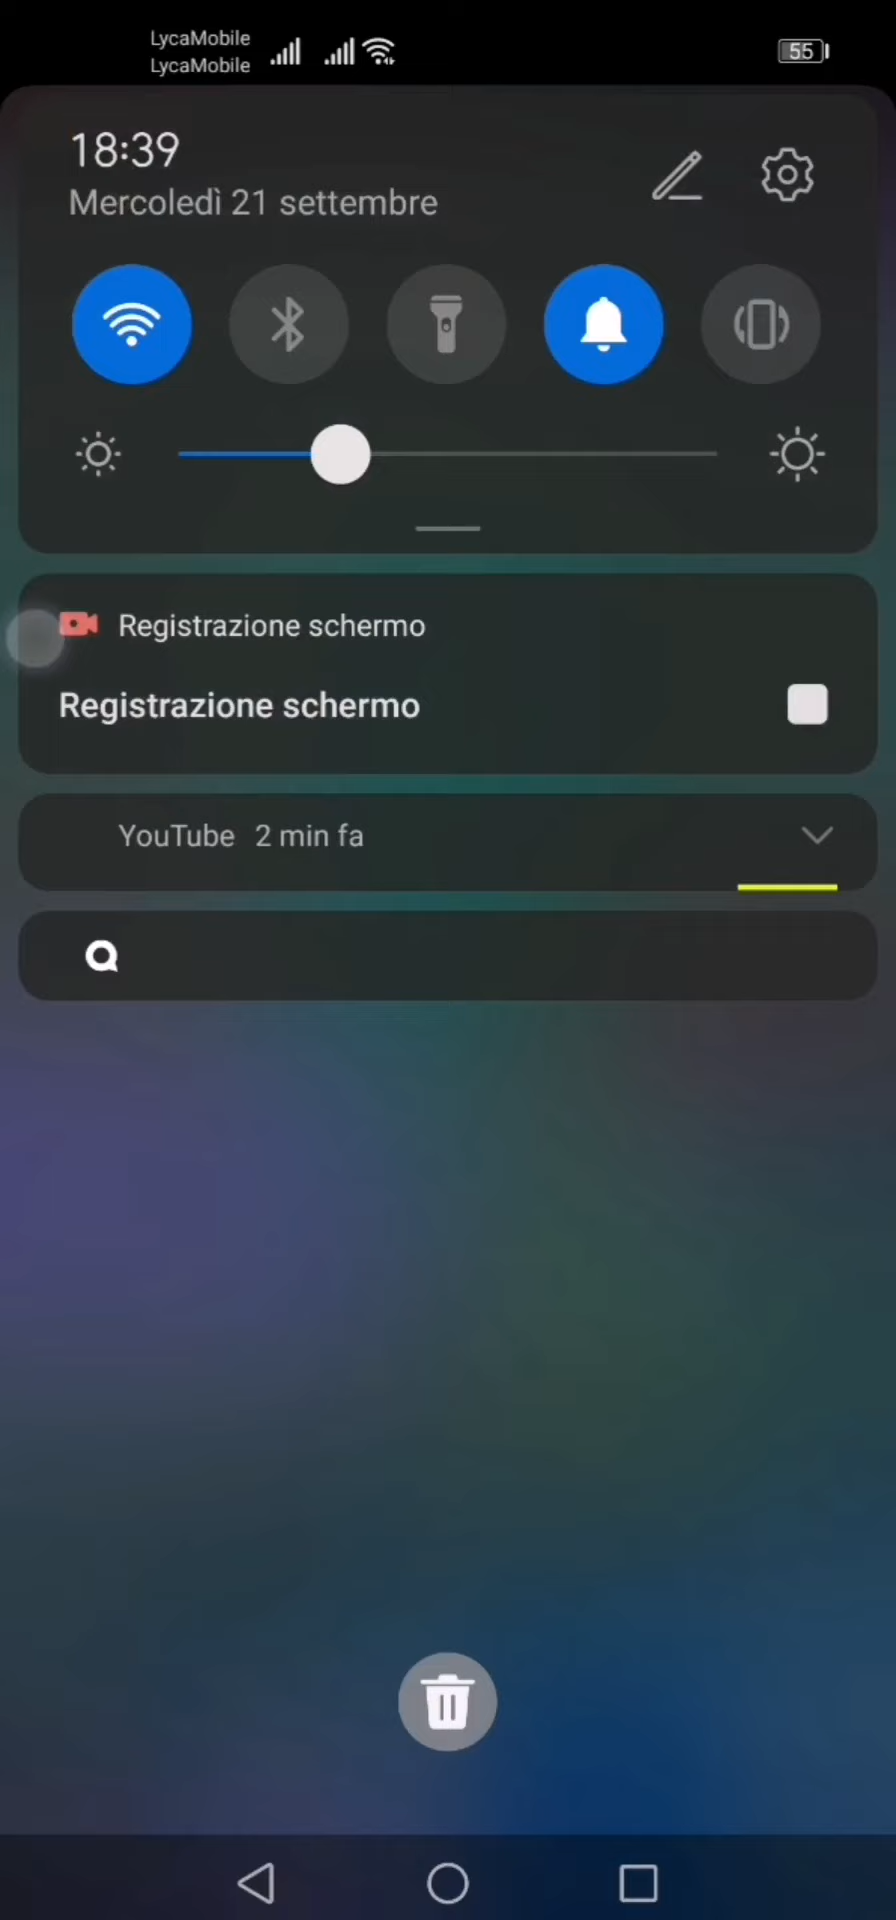 LycaMobile
LycaMobile
55
18:39
Mercoledì 21 settembre
Registrazione schermo
Registrazione schermo
YouTube 2 min fa